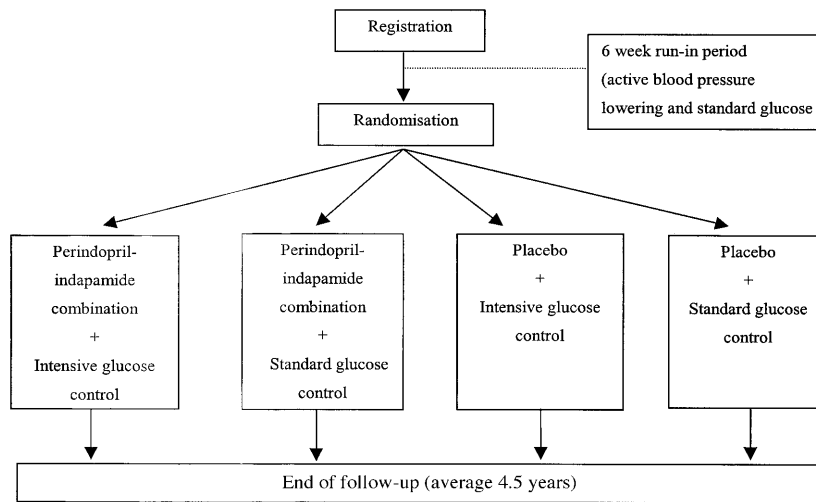 Registration
6 week run-in period
(active blood pressure
lowering and standard glucose
Randomisation
Perindopril-
indapamide
combination
+
Intensive glucose
control
Perindopril-
indapamide
combination
+
Standard glucose
control
Placebo
+
Intensive glucose
control
Placebo
+
Standard glucose
control
End of follow-up (average 4.5 years)